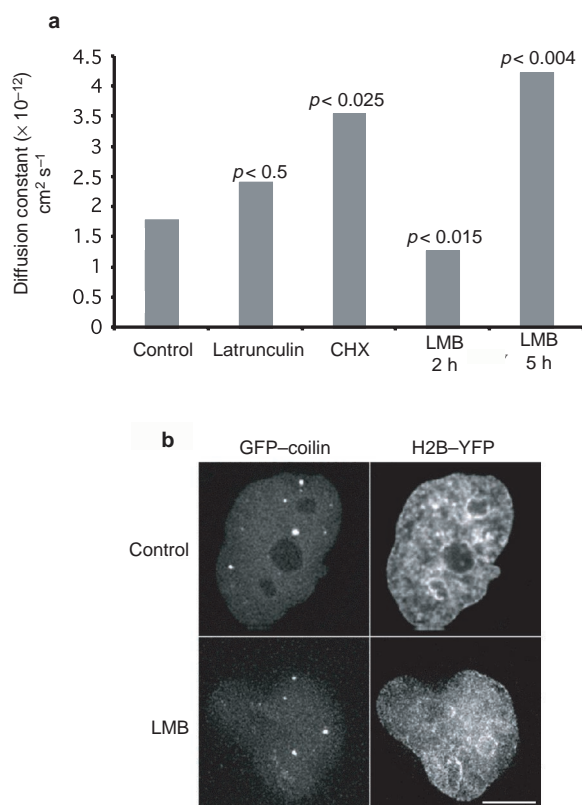 a
Diffusion constant (× 10⁻¹²)
cm² s⁻¹
4.5
4
3.5
3
2.5
2
1.5
1
0.5
0
p< 0.5
p< 0.025
p< 0.015
p< 0.004
Control
Latrunculin
CHX
LMB
2 h
LMB
5 h
b
GFP–coilin
H2B–YFP
Control
LMB